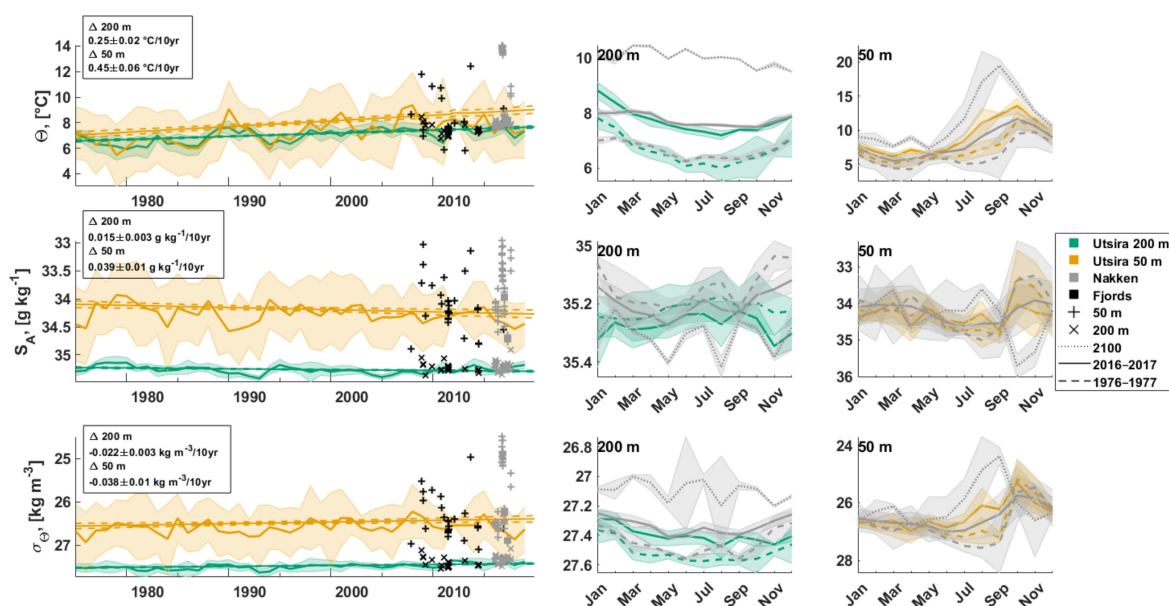 Δ 200 m
0.25±0.02 °C/10yr
Δ 50 m
0.45±0.06 °C/10yr
14
12
10
8
6
4
Θ, [°C]
1980
1990
2000
2010
200 m
10
8
6
Jan
Mar
May
Jul
Sep
Nov
50 m
20
15
10
5
Jan
Mar
May
Jul
Sep
Nov
Δ 200 m
0.015±0.003 g kg⁻¹/10yr
Δ 50 m
0.039±0.01 g kg⁻¹/10yr
33
33.5
34
34.5
35
S_A, [g kg⁻¹]
1980
1990
2000
2010
200 m
35
35.2
35.4
Jan
Mar
May
Jul
Sep
Nov
50 m
33
34
35
36
Jan
Mar
May
Jul
Sep
Nov
Utsira 200 m
Utsira 50 m
Nakken
Fjords
50 m
200 m
2100
2016–2017
1976–1977
Δ 200 m
-0.022±0.003 kg m⁻³/10yr
Δ 50 m
-0.038±0.01 kg m⁻³/10yr
25
26
27
σ_Θ, [kg m⁻³]
1980
1990
2000
2010
200 m
26.8
27
27.2
27.4
27.6
Jan
Mar
May
Jul
Sep
Nov
50 m
24
26
28
Jan
Mar
May
Jul
Sep
Nov